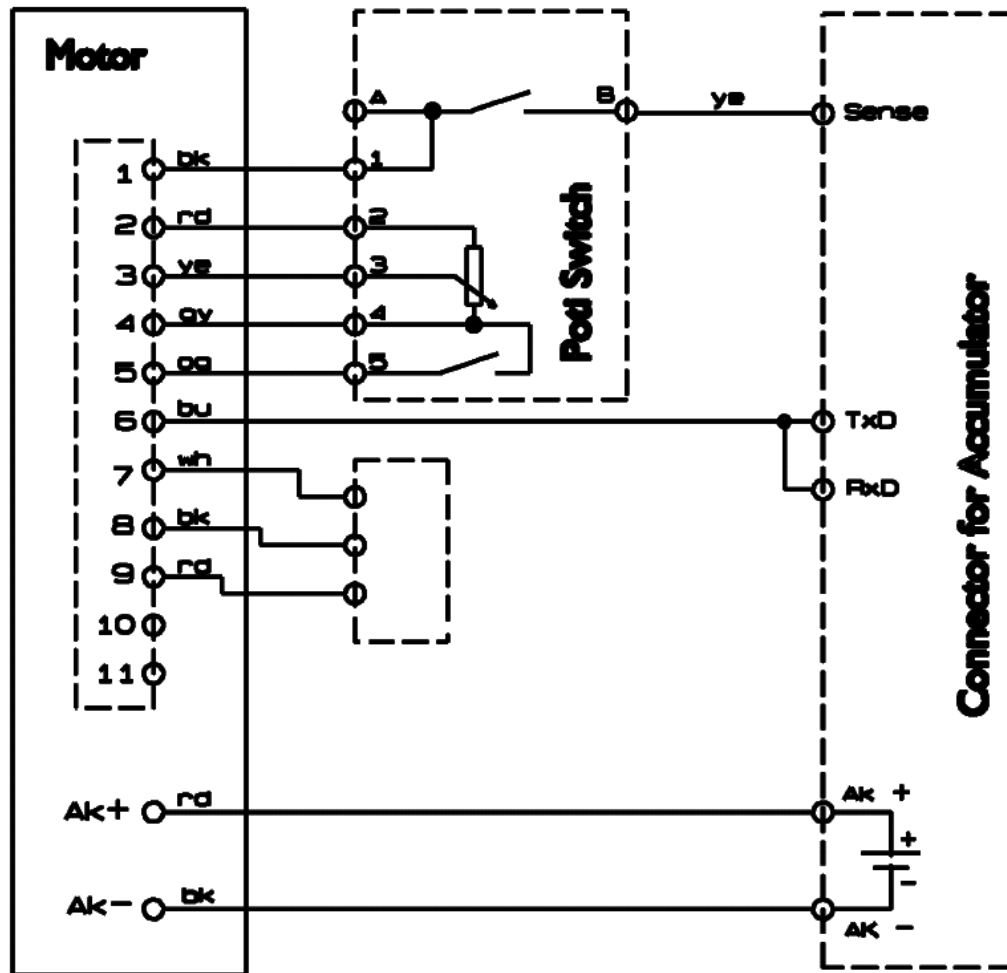 Motor
A
B
ye
Sense
1
bk
1
2
rd
2
3
ye
3
4
gy
4
5
og
5
6
bu
TxD
7
wh
RxD
8
bk
9
rd
10
11
Poti Switch
Connector for Accumulator
Ak+
rd
AK +
+
-
Ak-
bk
AK -